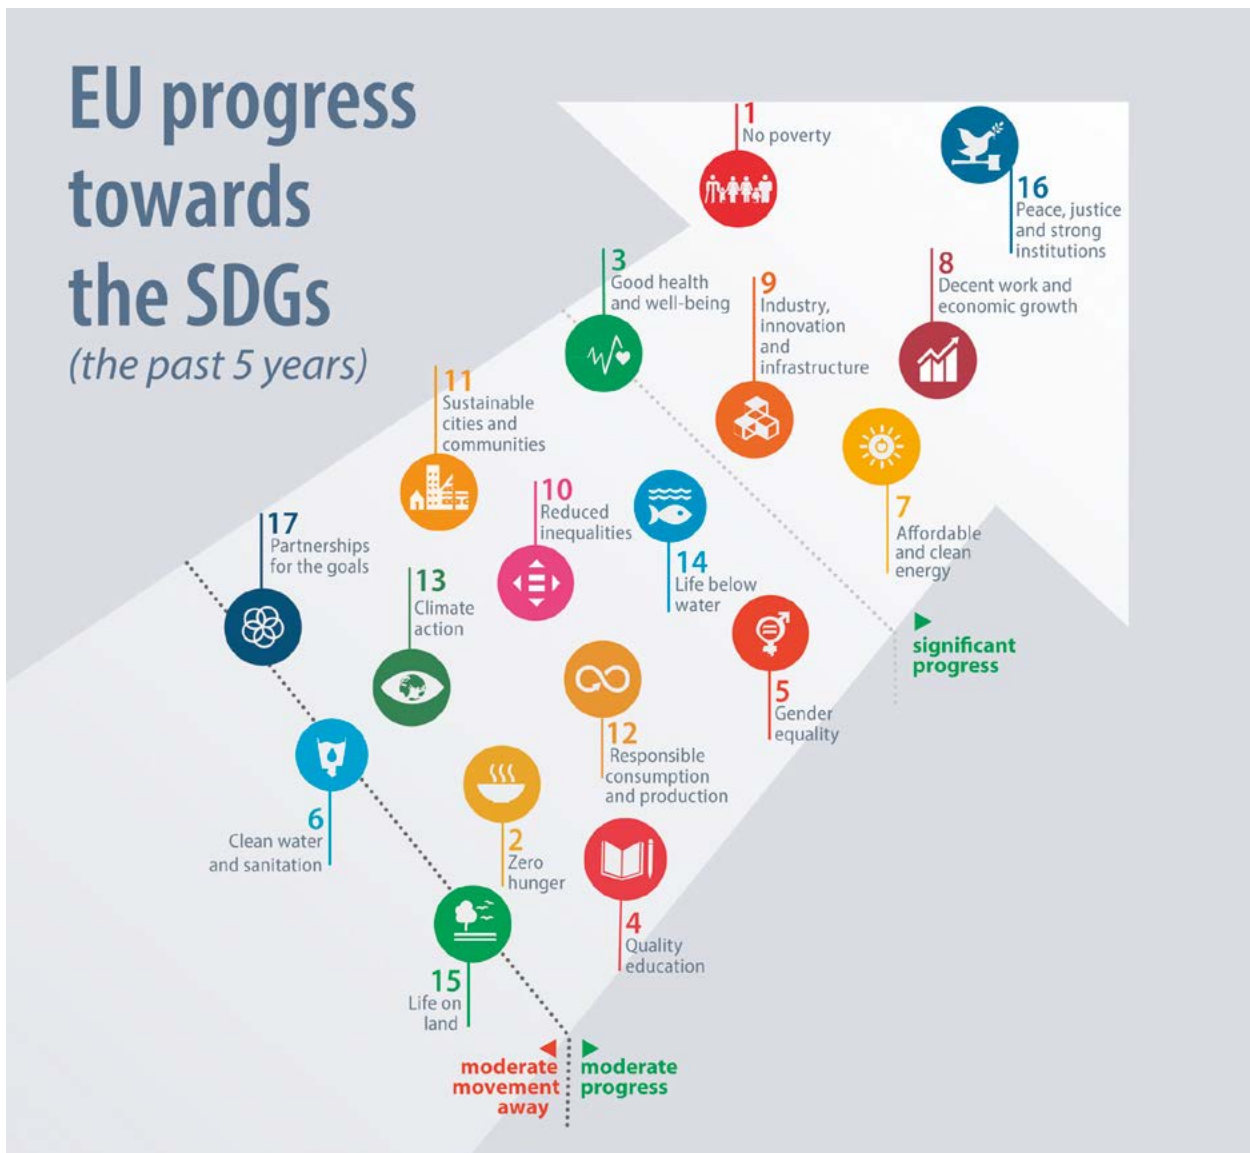 EU progress
towards
the SDGs
(the past 5 years)
1
No poverty
16
Peace, justice
and strong
institutions
3
Good health
and well-being
8
Decent work and
economic growth
9
Industry,
innovation
and
infrastructure
11
Sustainable
cities and
communities
10
Reduced
inequalities
7
Affordable
and clean
energy
17
Partnerships
for the goals
14
Life below
water
13
Climate
action
significant
progress
5
Gender
equality
12
Responsible
consumption
and production
6
Clean water
and sanitation
2
Zero
hunger
4
Quality
education
15
Life on
land
moderate
movement
away
moderate
progress